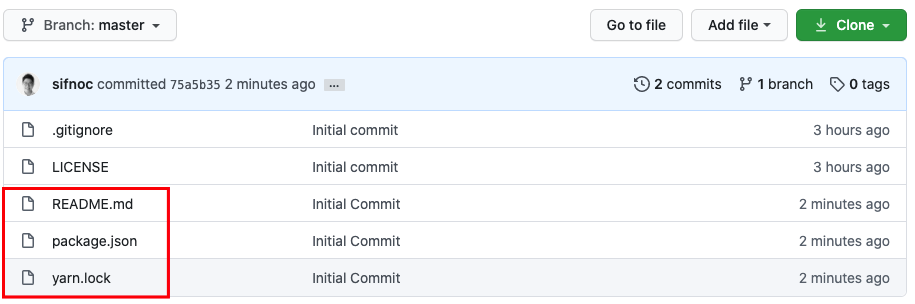 Branch: master Go to file Add file Clone
sifnoc committed 75a5b35 2 minutes ago ... 2 commits 1 branch 0 tags
.gitignore Initial commit 3 hours ago
LICENSE Initial commit 3 hours ago
README.md Initial Commit 2 minutes ago
package.json Initial Commit 2 minutes ago
yarn.lock Initial Commit 2 minutes ago